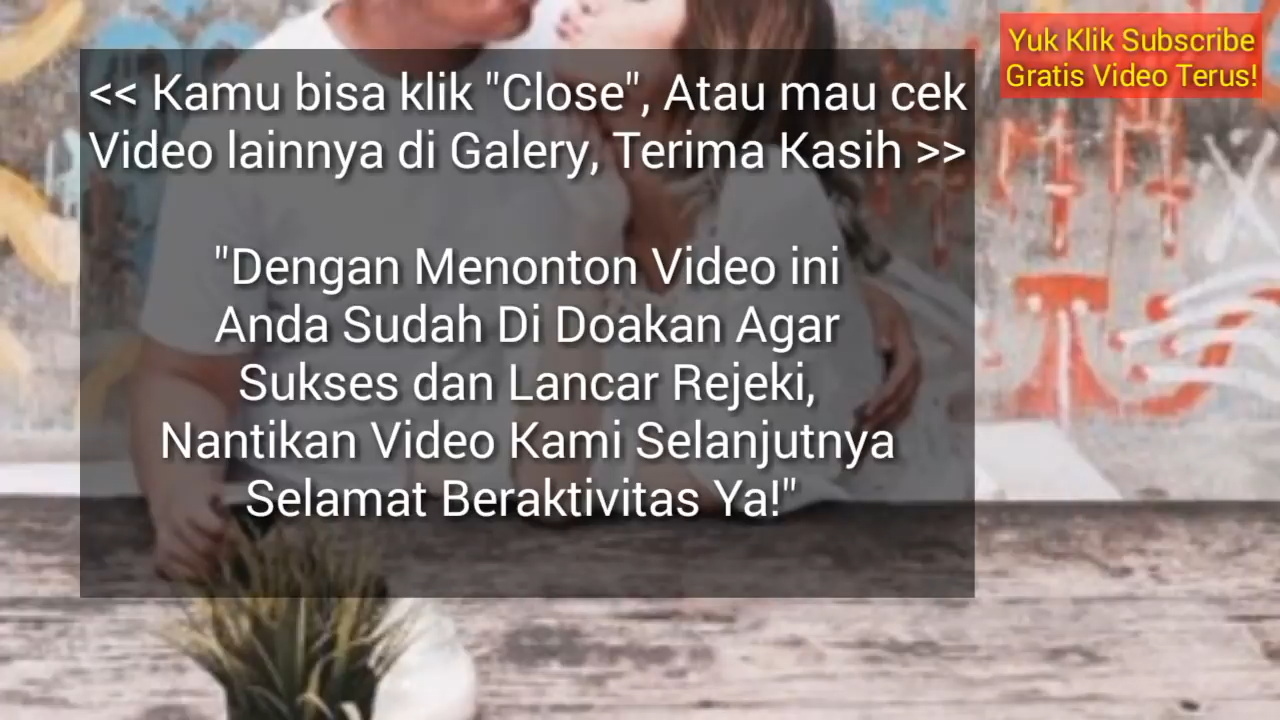 Yuk Klik Subscribe
Gratis Video Terus!
<< Kamu bisa klik "Close", Atau mau cek
Video lainnya di Galery, Terima Kasih >>
"Dengan Menonton Video ini
Anda Sudah Di Doakan Agar
Sukses dan Lancar Rejeki,
Nantikan Video Kami Selanjutnya
Selamat Beraktivitas Ya!"